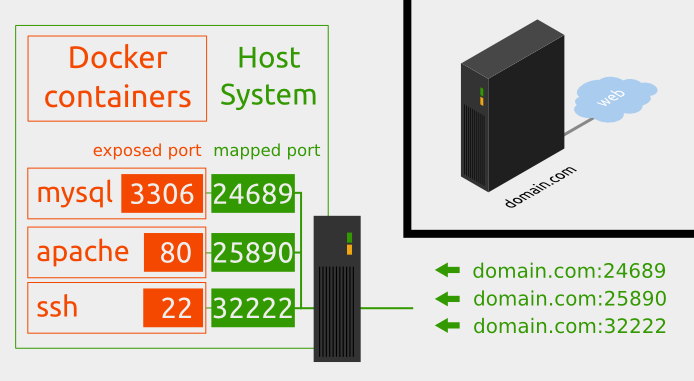 Docker
containers
Host
System
exposed port
mapped port
mysql 3306 24689
apache 80 25890
ssh 22 32222
web
domain.com
domain.com:24689
domain.com:25890
domain.com:32222